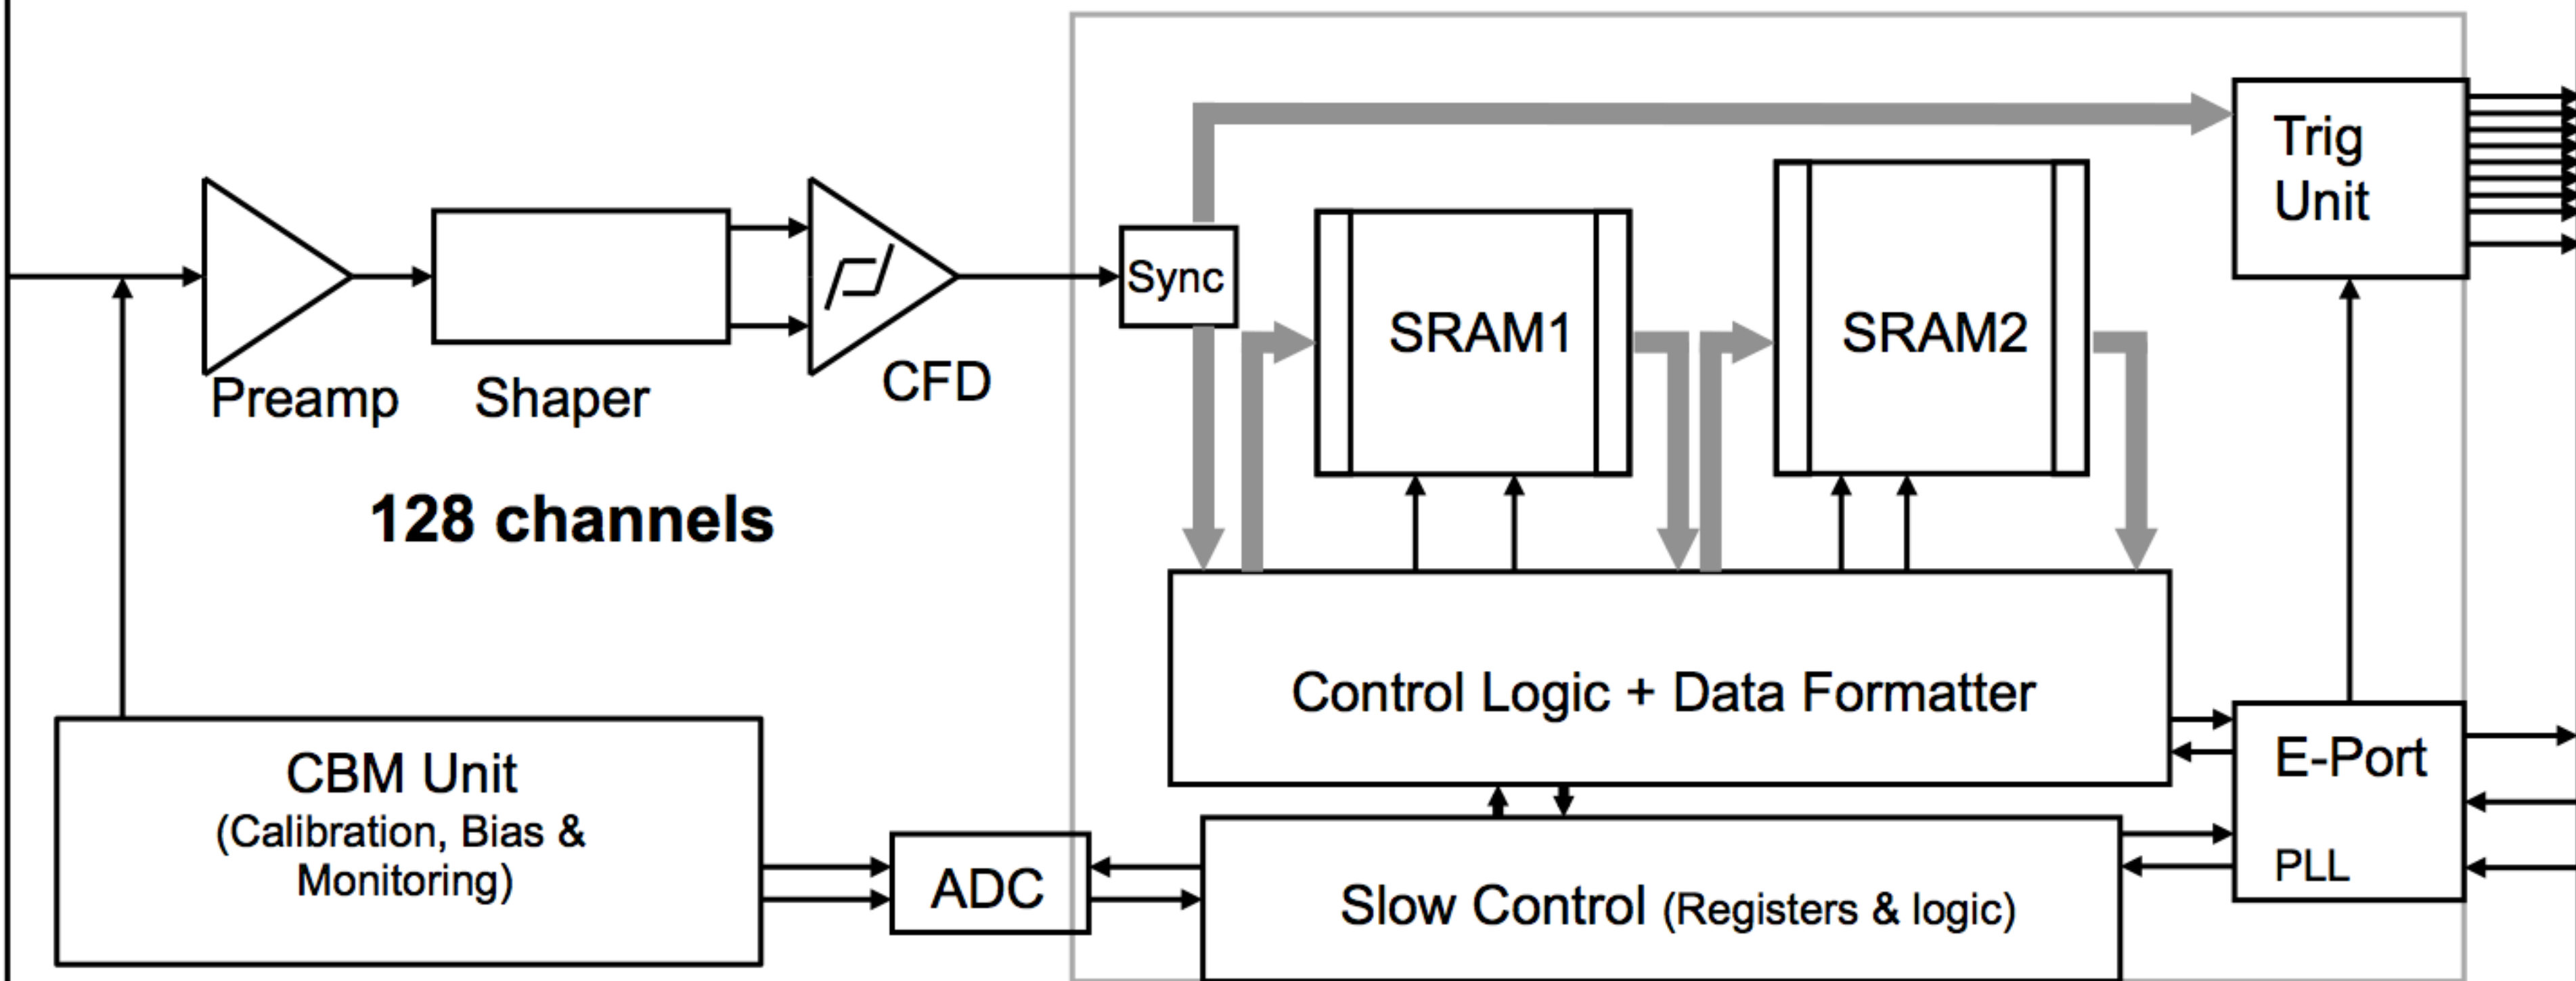 Trig
Unit
Sync
SRAM1
SRAM2
Preamp
Shaper
CFD
128 channels
Control Logic + Data Formatter
CBM Unit
(Calibration, Bias &
Monitoring)
ADC
Slow Control (Registers & logic)
E-Port
PLL